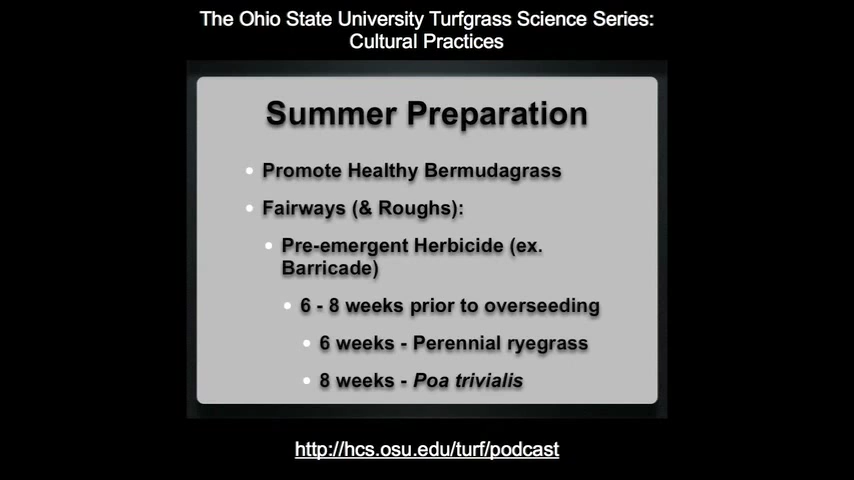 The Ohio State University Turfgrass Science Series:
Cultural Practices
Summer Preparation
• Promote Healthy Bermudagrass
• Fairways (& Roughs):
• Pre-emergent Herbicide (ex.
Barricade)
• 6 - 8 weeks prior to overseeding
• 6 weeks - Perennial ryegrass
• 8 weeks - Poa trivialis
http://hcs.osu.edu/turf/podcast